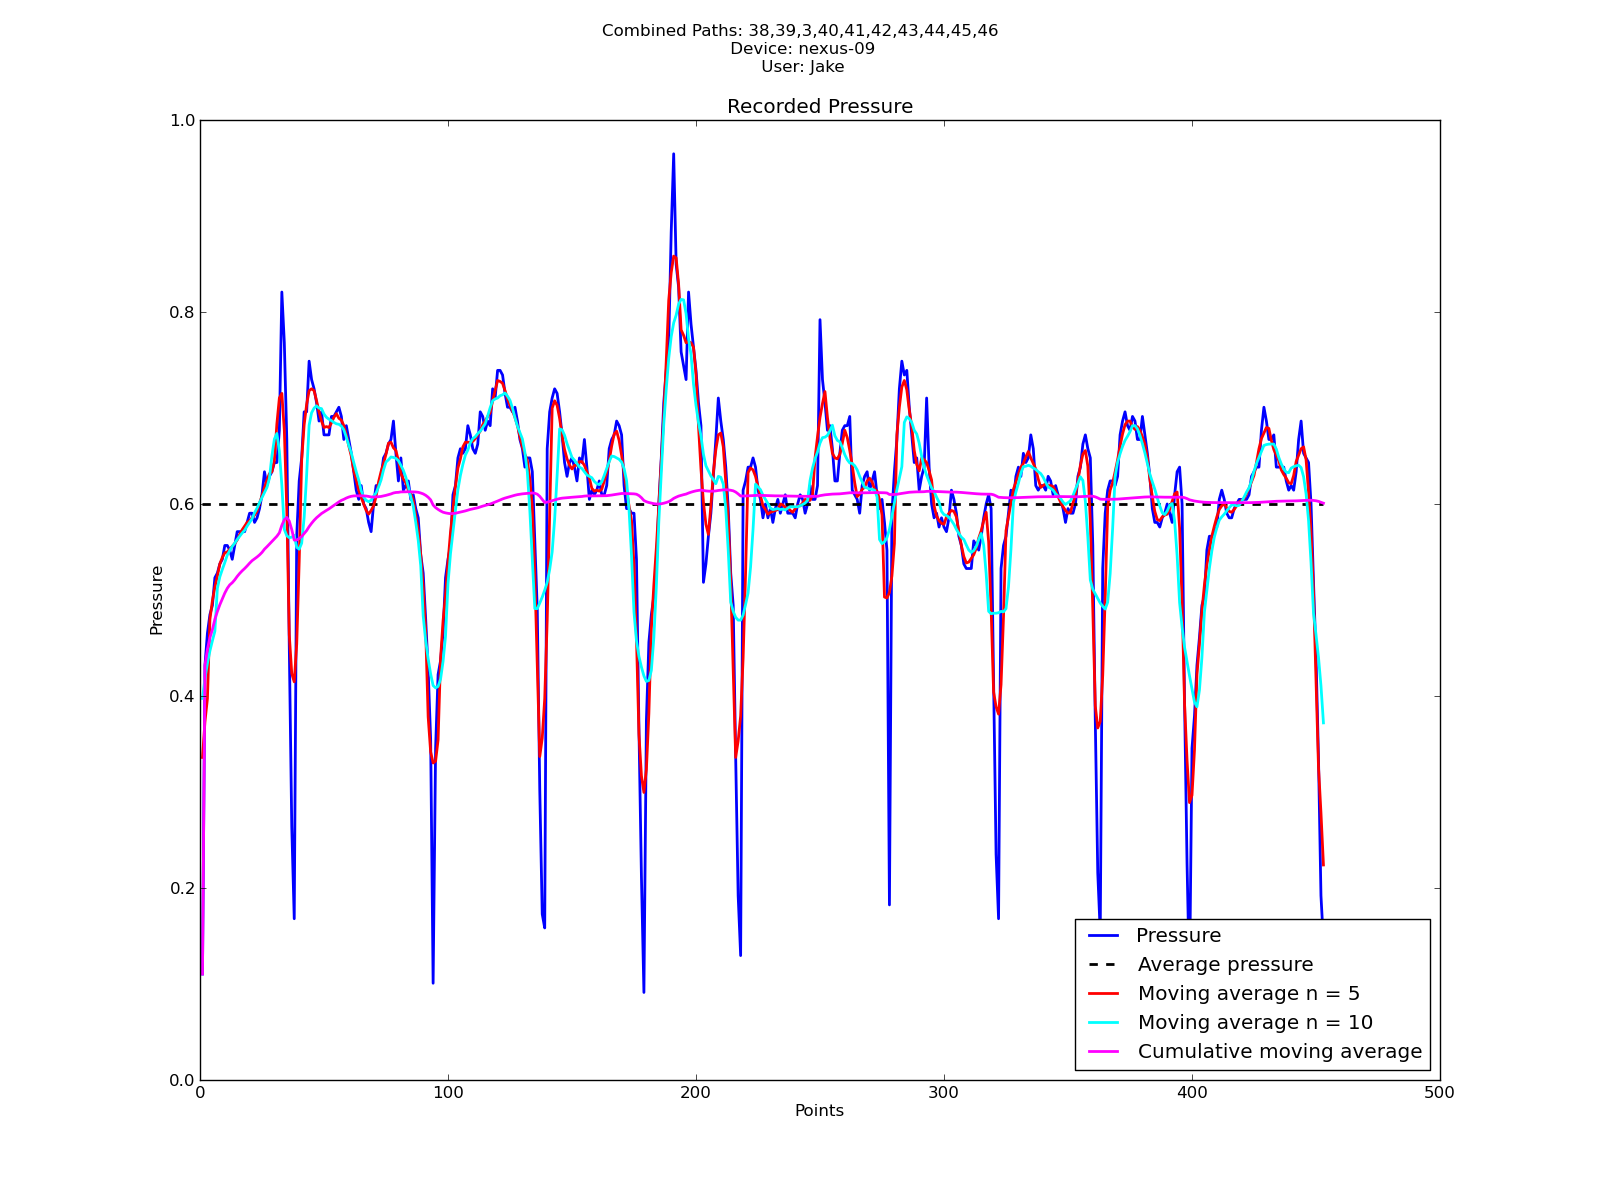 Combined Paths: 38,39,3,40,41,42,43,44,45,46
Device: nexus-09
User: Jake
Recorded Pressure
1.0
0.8
0.6
0.4
0.2
0.0
Pressure
0
100
200
300
400
500
Points
Pressure
Average pressure
Moving average n = 5
Moving average n = 10
Cumulative moving average